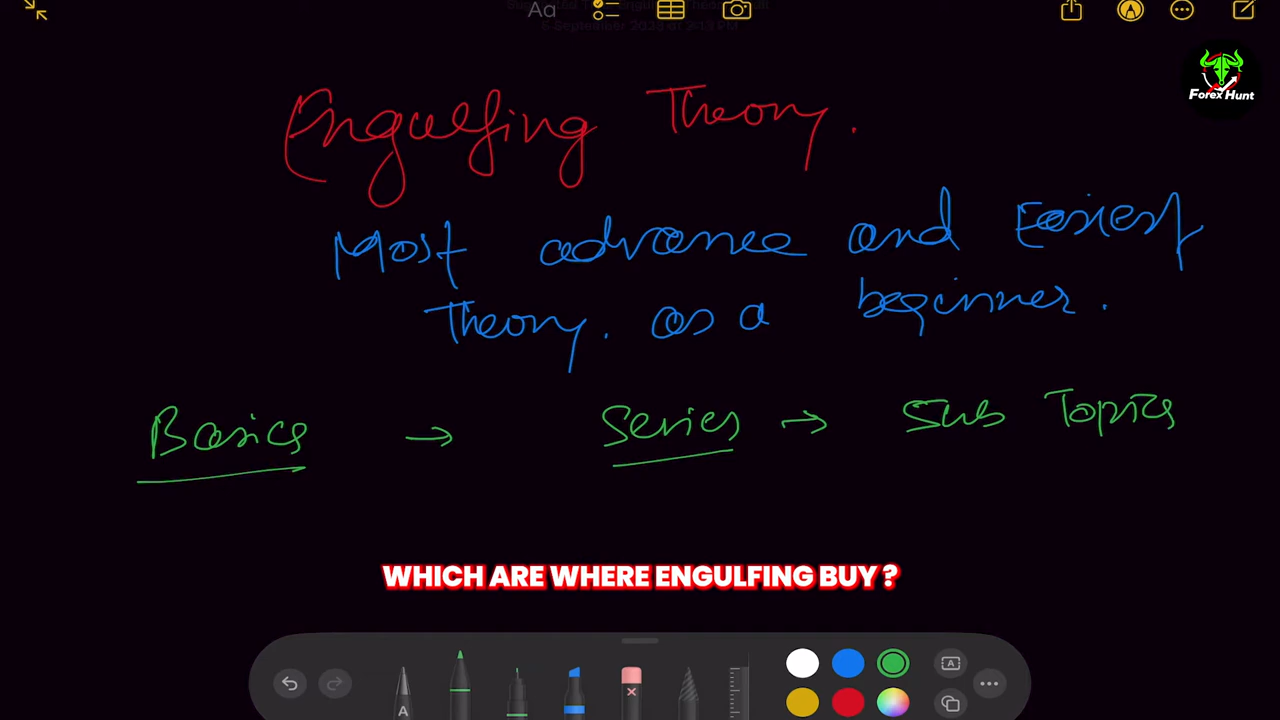 Aa
Forex Hunt
Engulfing Theory.
Most advance and Easiest
Theory. as a beginner.
Basics → Series → Sub Topics
WHICH ARE WHERE ENGULFING BUY ?
A